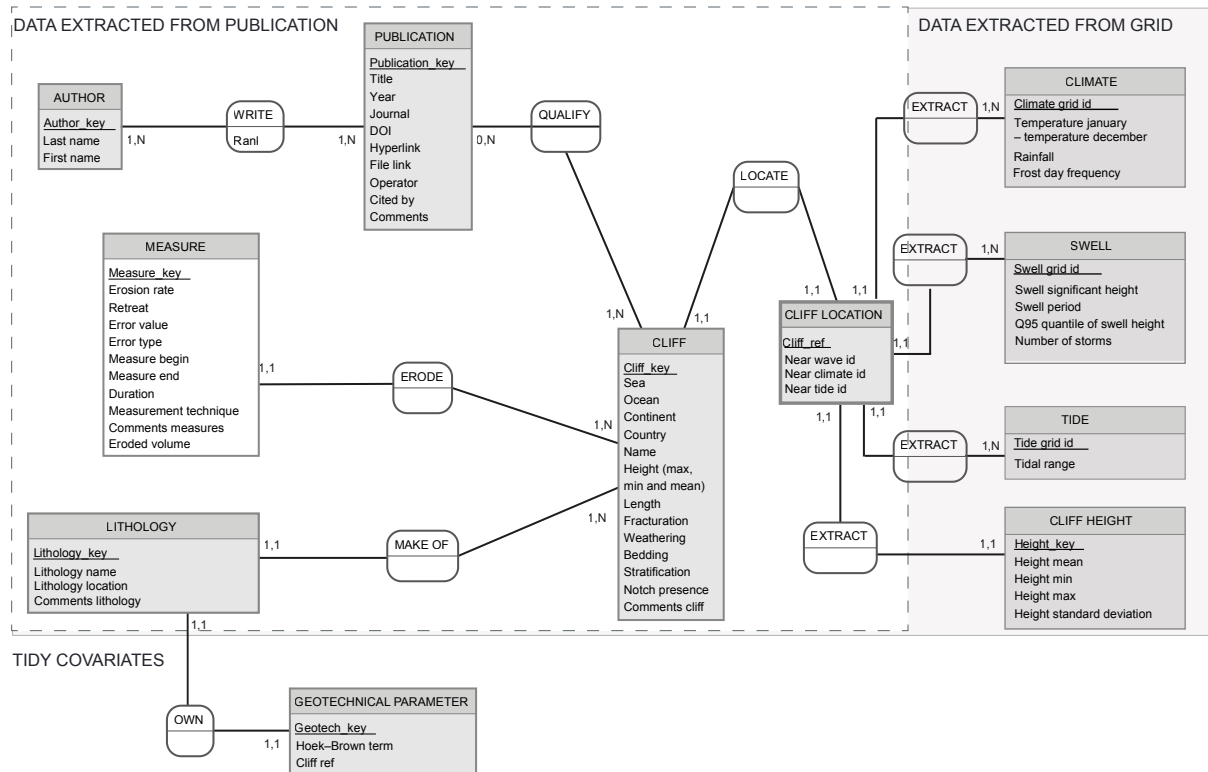 DATA EXTRACTED FROM PUBLICATION
DATA EXTRACTED FROM GRID
PUBLICATION
Publication_key
Title
Year
Journal
DOI
Hyperlink
File link
Operator
Cited by
Comments
AUTHOR
Author_key
Last name
First name
1,N
WRITE
Ranl
1,N
0,N
QUALIFY
1,N
LOCATE
1,1
1,1
EXTRACT
1,N
1,1
CLIMATE
Climate grid id
Temperature january
– temperature december
Rainfall
Frost day frequency
MEASURE
Measure_key
Erosion rate
Retreat
Error value
Error type
Measure begin
Measure end
Duration
Measurement technique
Comments measures
Eroded volume
1,1
ERODE
1,N
CLIFF
Cliff_key
Sea
Ocean
Continent
Country
Name
Height (max,
min and mean)
Length
Fracturation
Weathering
Bedding
Stratification
Notch presence
Comments cliff
CLIFF LOCATION
Cliff_ref
Near wave id
Near climate id
Near tide id
EXTRACT
1,N
1,1
SWELL
Swell grid id
Swell significant height
Swell period
Q95 quantile of swell height
Number of storms
1,1
1,1
EXTRACT
1,N
TIDE
Tide grid id
Tidal range
EXTRACT
1,1
CLIFF HEIGHT
Height_key
Height mean
Height min
Height max
Height standard deviation
LITHOLOGY
Lithology_key
Lithology name
Lithology location
Comments lithology
1,1
MAKE OF
1,N
1,1
TIDY COVARIATES
OWN
1,1
GEOTECHNICAL PARAMETER
Geotech_key
Hoek–Brown term
Cliff ref